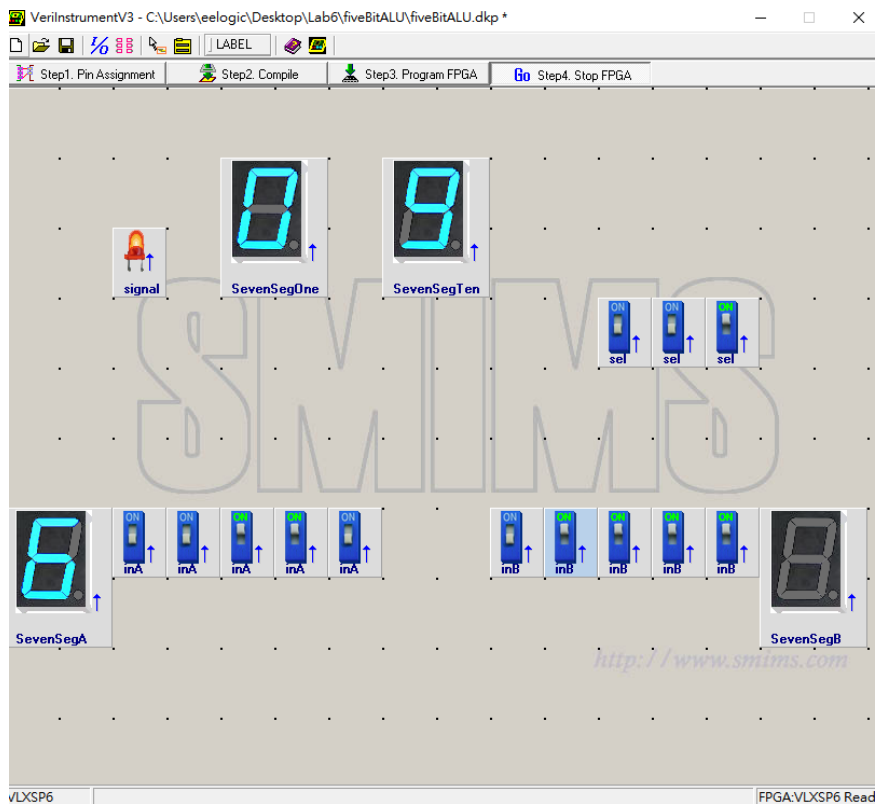 VeriInstrumentV3 - C:\Users\eelogic\Desktop\Lab6\fiveBitALU\fiveBitALU.dkp *
I/O LABEL
Step1. Pin Assignment Step2. Compile Step3. Program FPGA Go Step4. Stop FPGA
0 9
signal SevenSegOne SevenSegTen
ON ON ON
sel sel sel
SMIMS
ON ON ON ON ON ON ON ON ON ON
6
inA inA inA inA inA inB inB inB inB inB
SevenSegA SevenSegB
http://www.smims.com
VLXSP6 FPGA:VLXSP6 Read